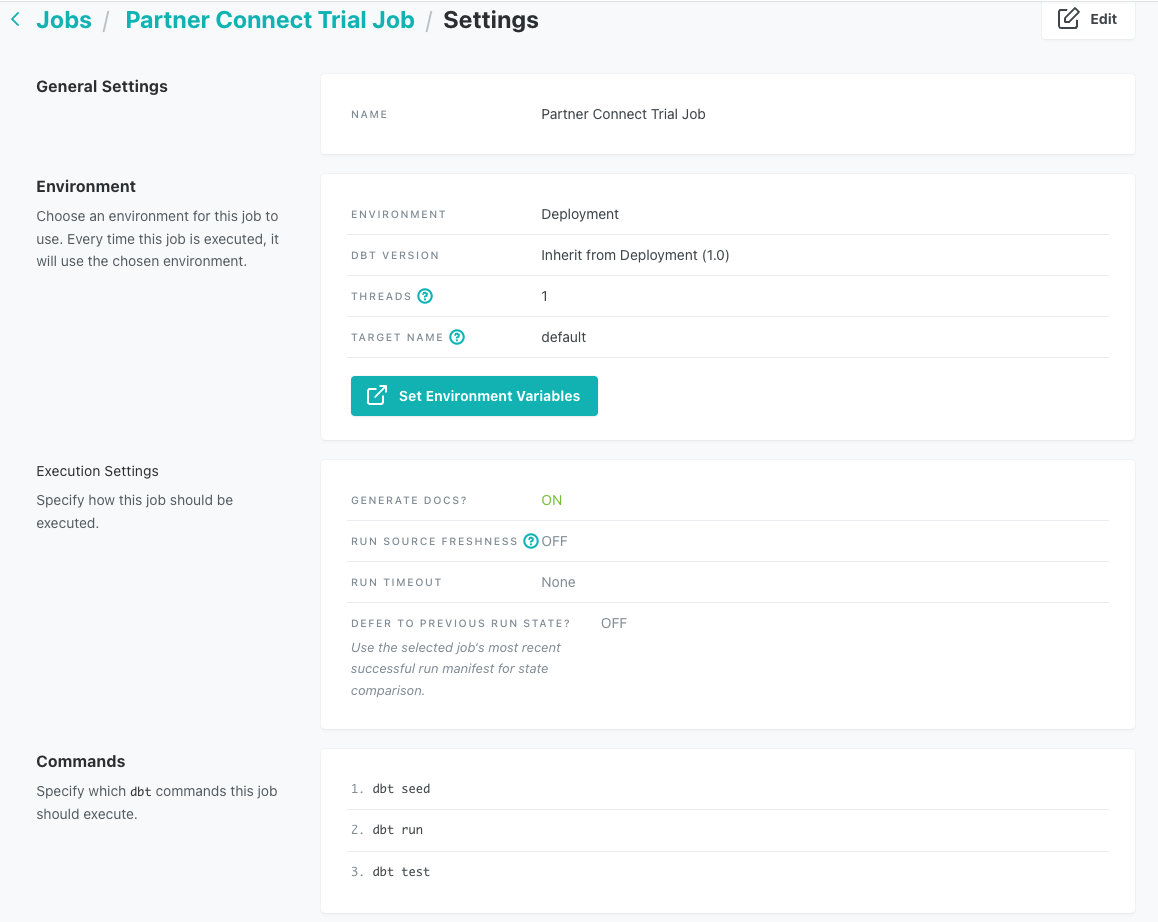 Jobs / Partner Connect Trial Job / Settings
Edit
General Settings
NAME Partner Connect Trial Job
Environment
Choose an environment for this job to
use. Every time this job is executed, it
will use the chosen environment.
ENVIRONMENT Deployment
DBT VERSION Inherit from Deployment (1.0)
THREADS ? 1
TARGET NAME ? default
Set Environment Variables
Execution Settings
Specify how this job should be
executed.
GENERATE DOCS? ON
RUN SOURCE FRESHNESS ? OFF
RUN TIMEOUT None
DEFER TO PREVIOUS RUN STATE? OFF
Use the selected job's most recent
successful run manifest for state
comparison.
Commands
Specify which dbt commands this job
should execute.
1. dbt seed
2. dbt run
3. dbt test